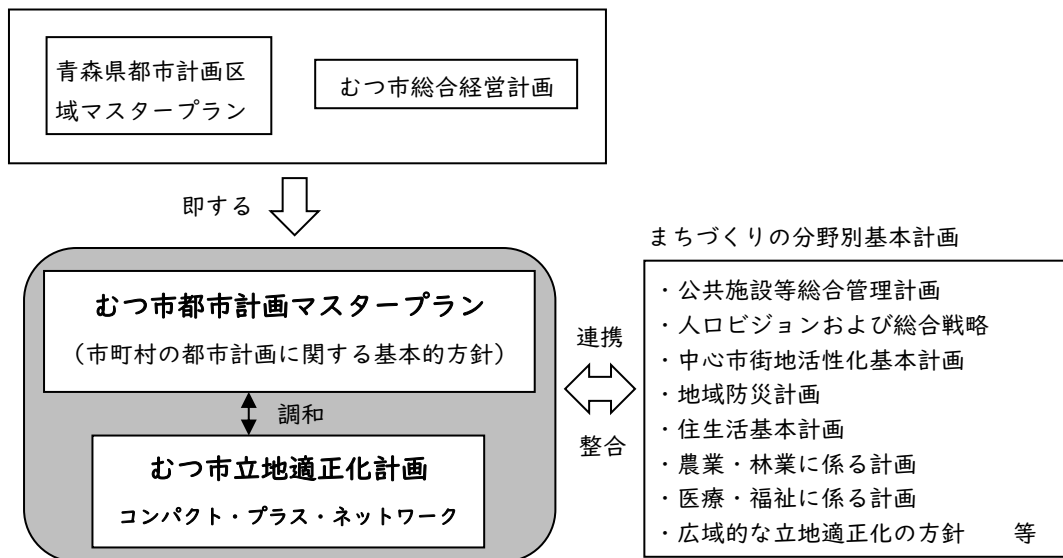 青森県都市計画区
域マスタープラン
むつ市総合経営計画
即する
むつ市都市計画マスタープラン
（市町村の都市計画に関する基本的方針）
調和
むつ市立地適正化計画
コンパクト・プラス・ネットワーク
連携
整合
まちづくりの分野別基本計画
・公共施設等総合管理計画
・人口ビジョンおよび総合戦略
・中心市街地活性化基本計画
・地域防災計画
・住生活基本計画
・農業・林業に係る計画
・医療・福祉に係る計画
・広域的な立地適正化の方針　等